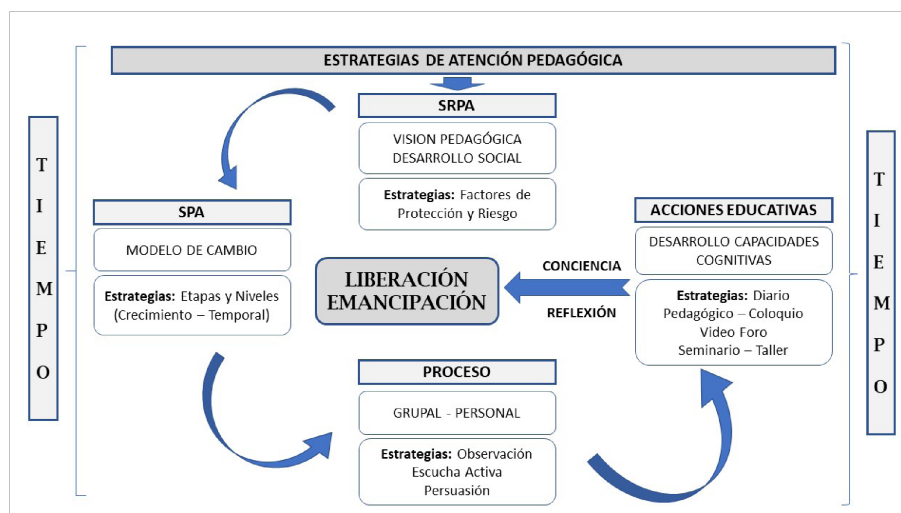 ESTRATEGIAS DE ATENCIÓN PEDAGÓGICA
SRPA
VISION PEDAGÓGICA
DESARROLLO SOCIAL
Estrategias: Factores de
Protección y Riesgo
SPA
MODELO DE CAMBIO
Estrategias: Etapas y Niveles
(Crecimiento – Temporal)
PROCESO
GRUPAL - PERSONAL
Estrategias: Observación
Escucha Activa
Persuasión
ACCIONES EDUCATIVAS
DESARROLLO CAPACIDADES
COGNITIVAS
Estrategias: Diario
Pedagógico – Coloquio
Video Foro
Seminario – Taller
CONCIENCIA
REFLEXIÓN
LIBERACIÓN
EMANCIPACIÓN
T
I
E
M
P
O
T
I
E
M
P
O